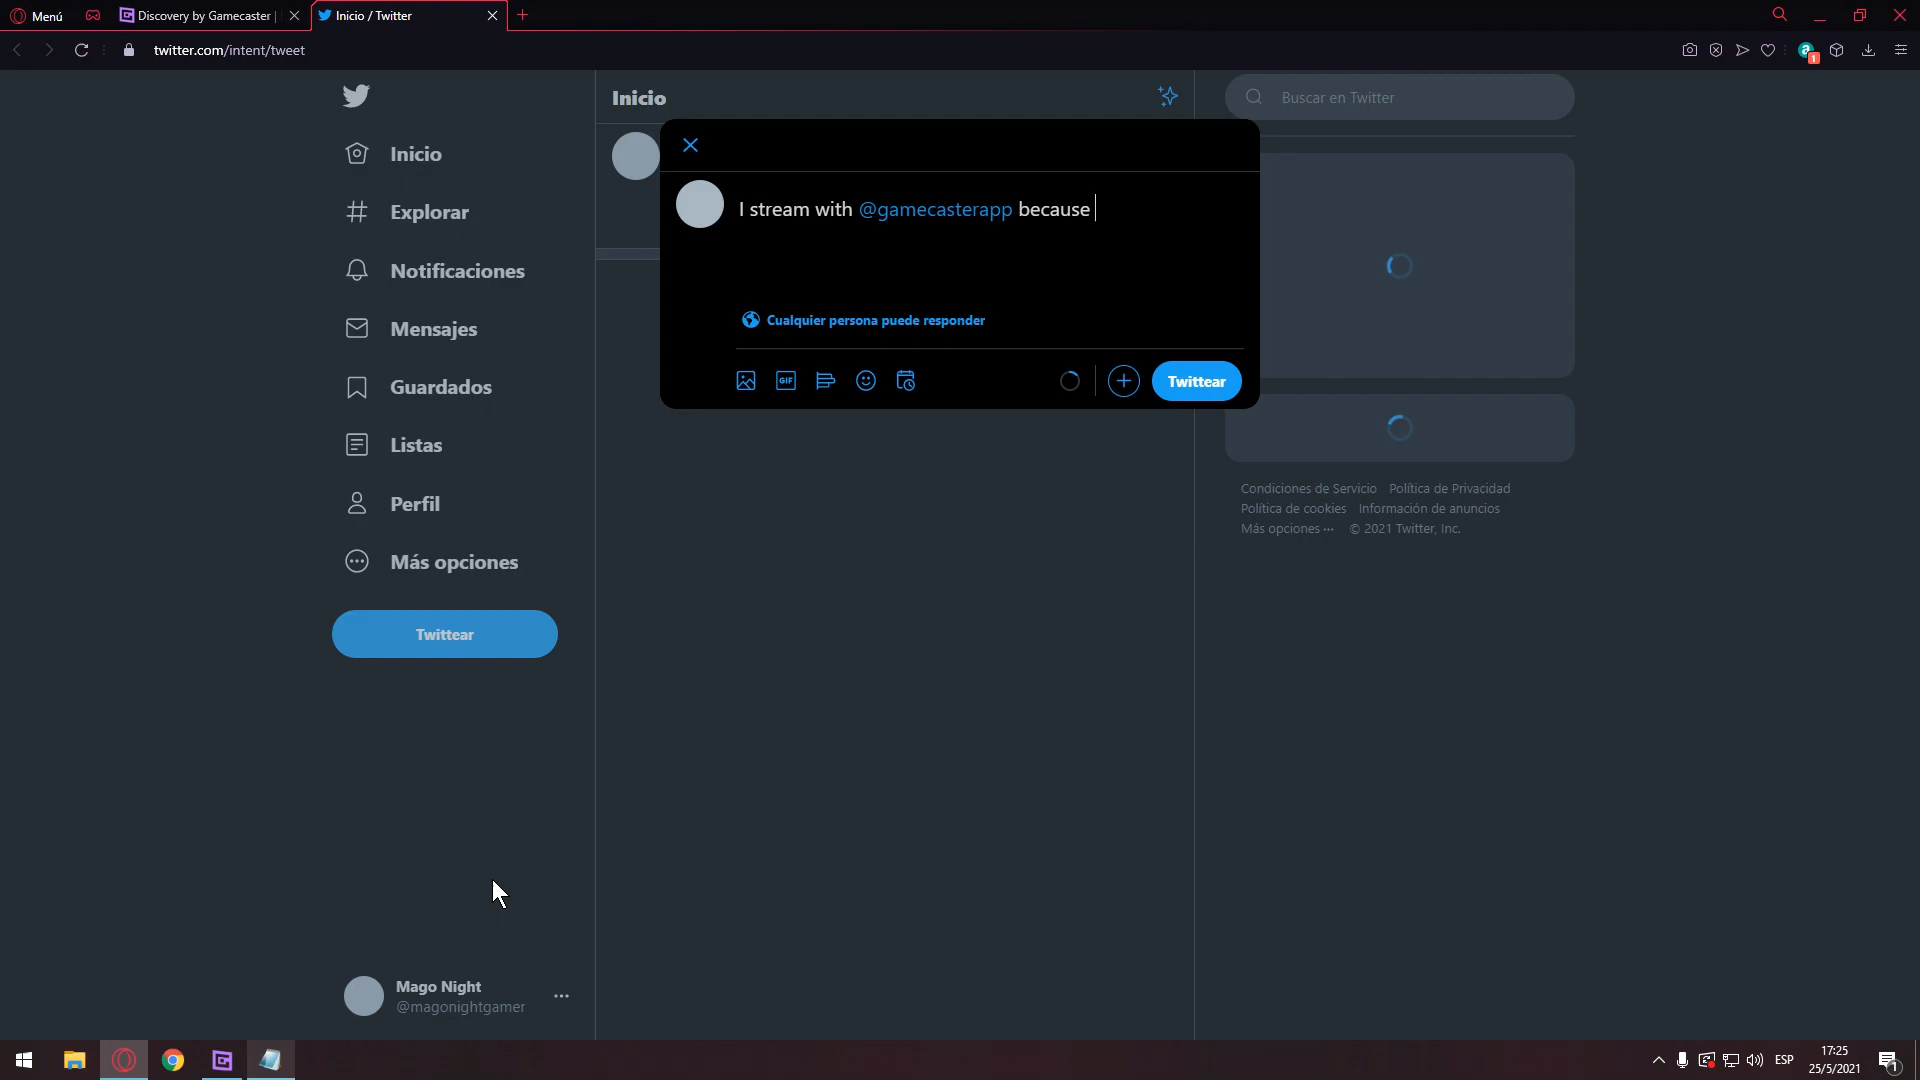 Menú
Discovery by Gamecaster |
Inicio / Twitter
twitter.com/intent/tweet
Inicio
Explorar
Notificaciones
Mensajes
Guardados
Listas
Perfil
Más opciones
Twittear
Mago Night
@magonightgamer
Inicio
I stream with @gamecasterapp because
Cualquier persona puede responder
GIF
Twittear
Buscar en Twitter
Condiciones de Servicio Política de Privacidad
Política de cookies Información de anuncios
Más opciones ··· © 2021 Twitter, Inc.
a
1
ESP
17:25
25/5/2021
1